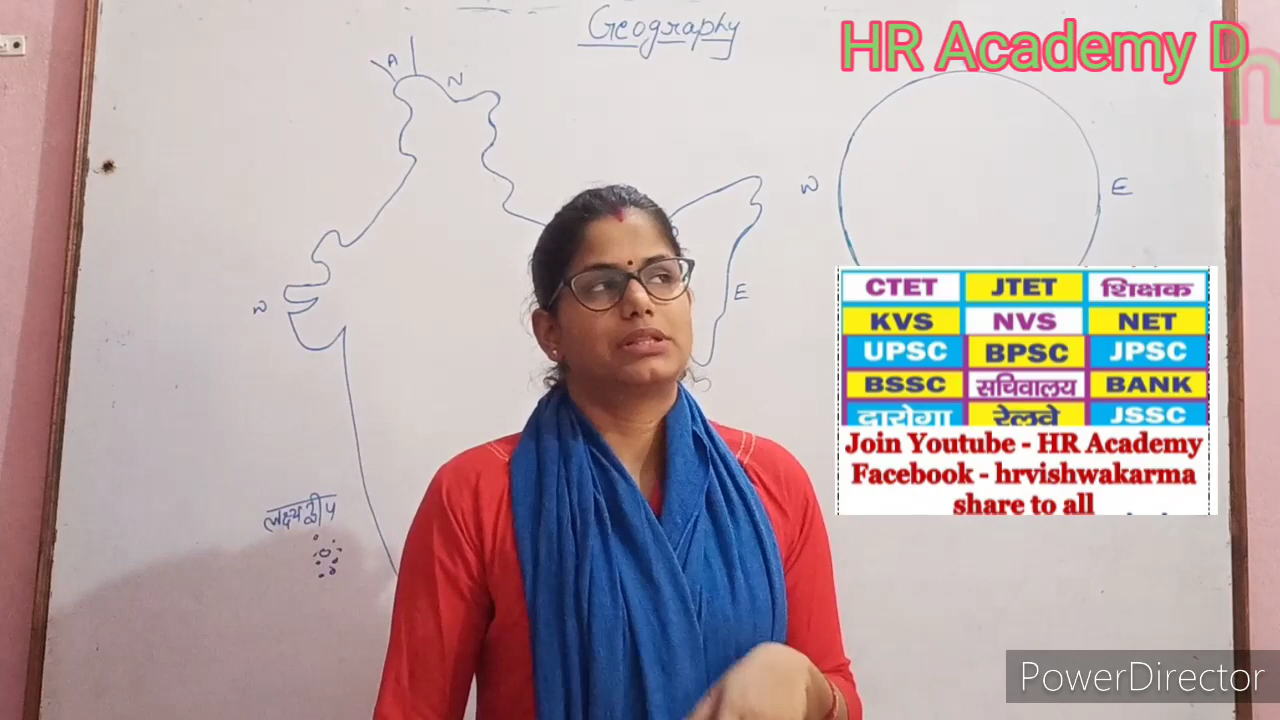 Geography
HR Academy D
A
N
W
E
W
E
लक्ष्यद्वीप
CTET JTET शिक्षक
KVS NVS NET
UPSC BPSC JPSC
BSSC सचिवालय BANK
दारोगा रेलवे JSSC
Join Youtube - HR Academy
Facebook - hrvishwakarma
share to all
PowerDirector